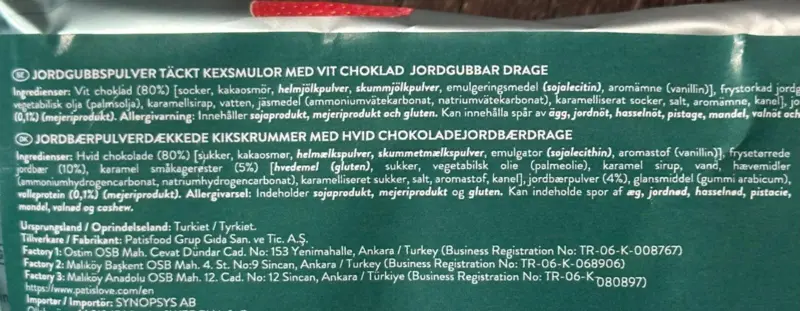 SE JORDGUBBSPULVER TÄCKT KEXSMULOR MED VIT CHOKLAD JORDGUBBAR DRAGE
Ingredienser: Vit choklad (80%) [socker, kakaosmör, helmjölkpulver, skummjölkpulver, emulgeringsmedel (sojalecitin), aromämne (vanillin)], frystorkad jordg
vegetabilisk olja (palmsolja), karamellsirap, vatten, jäsmedel (ammoniumvätekarbonat, natriumvätekarbonat), karamelliserat socker, salt, aromämne, kanel], jo
(0,1%) (mejeriprodukt). Allergivarning: Innehåller sojaprodukt, mejeriprodukt och gluten. Kan innehålla spår av ägg, jordnöt, hasselnöt, pistage, mandel, valnöt och
DK JORDBÆRPULVERDÆKKEDE KIKSKRUMMER MED HVID CHOKOLADEJORDBÆRDRAGE
Ingredienser: Hvid chokolade (80%) [sukker, kakaosmør, helmælkspulver, skummetmælkspulver, emulgator (sojalecithin), aromastof (vanillin)], frysetørrede
jordbær (10%), karamel småkagerester (5%) [hvedemel (gluten), sukker, vegetabilsk olie (palmeolie), karamel sirup, vand, hævemidler
(ammoniumhydrogencarbonat, natriumhydrogencarbonat), karamelliseret sukker, salt, aromastof, kanel], jordbærpulver (4%), glansmiddel (gummi arabicum),
valleprotein (0,1%) (mejeriprodukt). Allergivarsel: Indeholder sojaprodukt, mejeriprodukt og gluten. Kan indeholde spor af æg, jordnød, hasselnød, pistacie,
mandel, valnød og cashew.
Ursprungsland / Oprindelseland: Turkiet / Tyrkiet.
Tillverkare / Fabrikant: Patisfood Grup Gıda San. ve Tic. A.Ş.
Factory 1: Ostim OSB Mah. Cevat Dündar Cad. No: 153 Yenimahalle, Ankara / Turkey (Business Registration No: TR-06-K-008767)
Factory 2: Malıköy Başkent OSB Mah. 4. St. No:9 Sincan, Ankara / Turkey (Business Registration No: TR-06-K-068906)
Factory 3: Malıköy Anadolu OSB Mah. 12. Cad. No: 12 Sincan, Ankara / Türkiye (Business Registration No: TR-06-K-080897)
https://www.patislove.com/en
Importer / Importör: SYNOPSYS AB